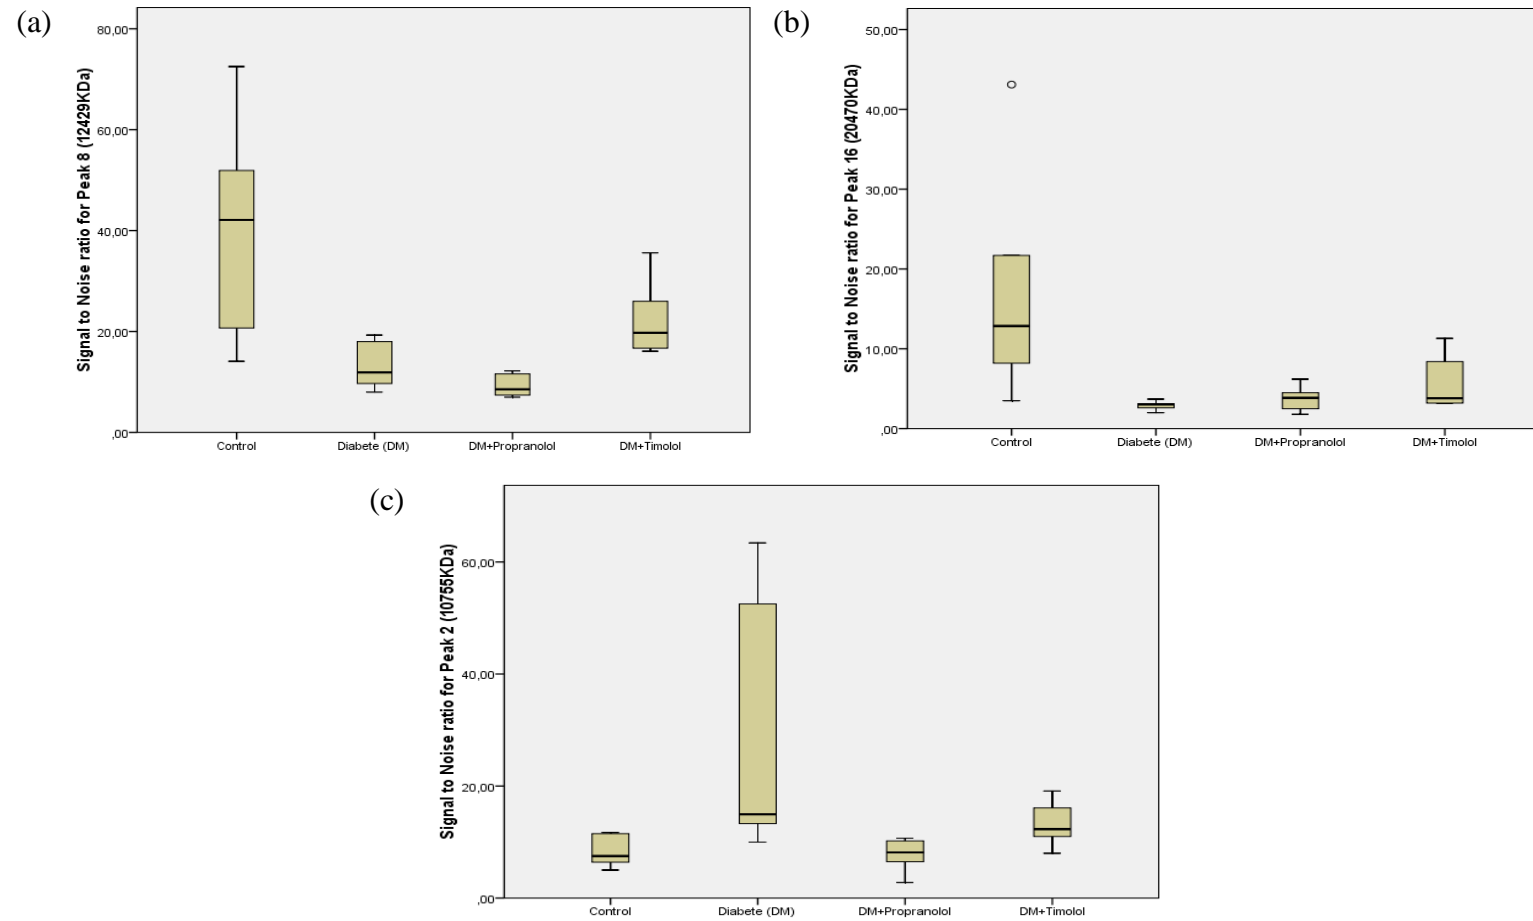 (a)
Signal to Noise ratio for Peak 8 (12429KDa)
80,00
60,00
40,00
20,00
,00
Control Diabete (DM) DM+Propranolol DM+Timolol
(b)
Signal to Noise ratio for Peak 16 (20470KDa)
50,00
40,00
30,00
20,00
10,00
,00
Control Diabete (DM) DM+Propranolol DM+Timolol
(c)
Signal to Noise ratio for Peak 2 (10755KDa)
60,00
40,00
20,00
,00
Control Diabete (DM) DM+Propranolol DM+Timolol